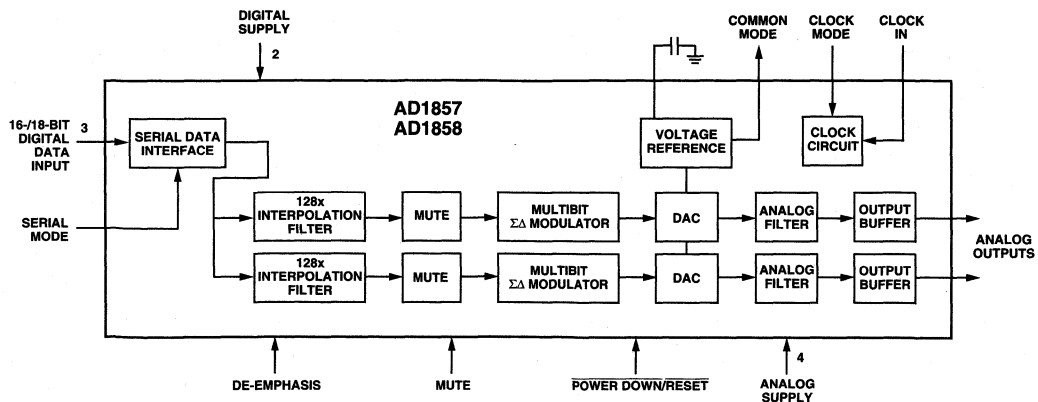 DIGITAL
SUPPLY
2
COMMON
MODE
CLOCK
MODE
CLOCK
IN
AD1857
AD1858
16-/18-BIT
DIGITAL
DATA
INPUT
3
SERIAL DATA
INTERFACE
VOLTAGE
REFERENCE
CLOCK
CIRCUIT
SERIAL
MODE
128x
INTERPOLATION
FILTER
MUTE
MULTIBIT
ΣΔ MODULATOR
DAC
ANALOG
FILTER
OUTPUT
BUFFER
128x
INTERPOLATION
FILTER
MUTE
MULTIBIT
ΣΔ MODULATOR
DAC
ANALOG
FILTER
OUTPUT
BUFFER
ANALOG
OUTPUTS
DE-EMPHASIS
MUTE
POWER DOWN/RESET
4
ANALOG
SUPPLY